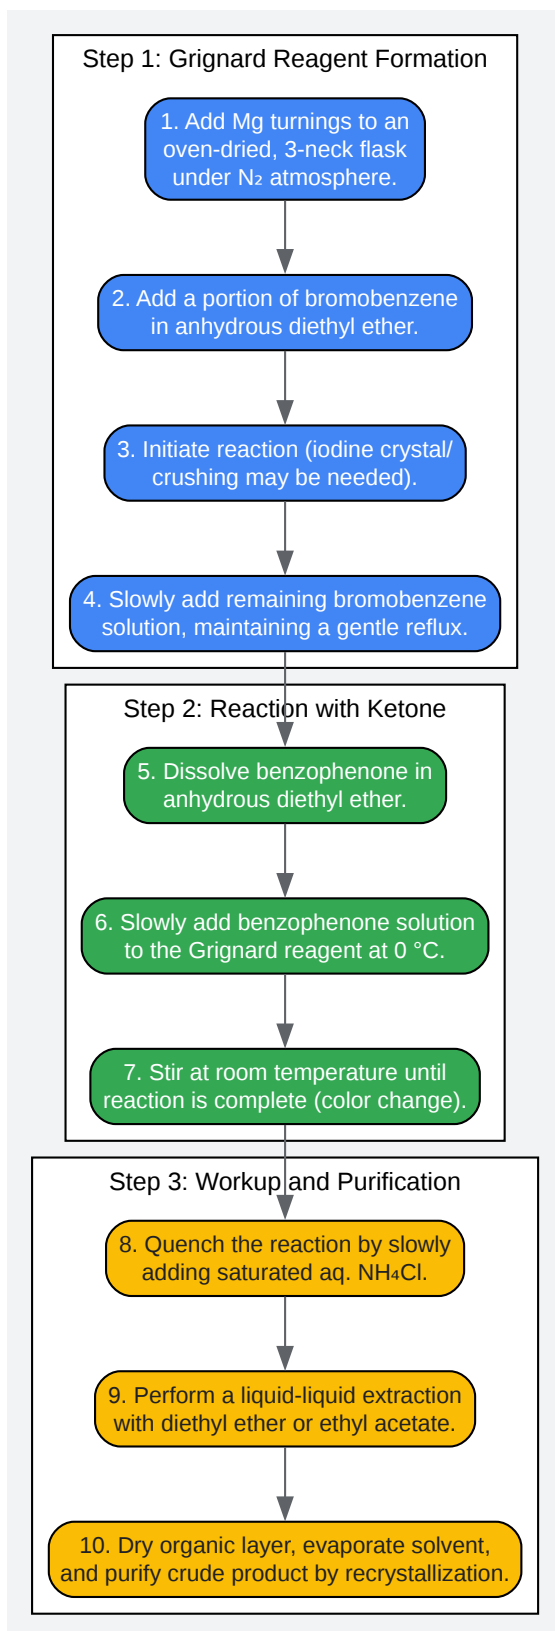 Step 1: Grignard Reagent Formation
1. Add Mg turnings to an
oven-dried, 3-neck flask
under N₂ atmosphere.
2. Add a portion of bromobenzene
in anhydrous diethyl ether.
3. Initiate reaction (iodine crystal/
crushing may be needed).
4. Slowly add remaining bromobenzene
solution, maintaining a gentle reflux.
Step 2: Reaction with Ketone
5. Dissolve benzophenone in
anhydrous diethyl ether.
6. Slowly add benzophenone solution
to the Grignard reagent at 0 °C.
7. Stir at room temperature until
reaction is complete (color change).
Step 3: Workup and Purification
8. Quench the reaction by slowly
adding saturated aq. NH₄Cl.
9. Perform a liquid-liquid extraction
with diethyl ether or ethyl acetate.
10. Dry organic layer, evaporate solvent,
and purify crude product by recrystallization.